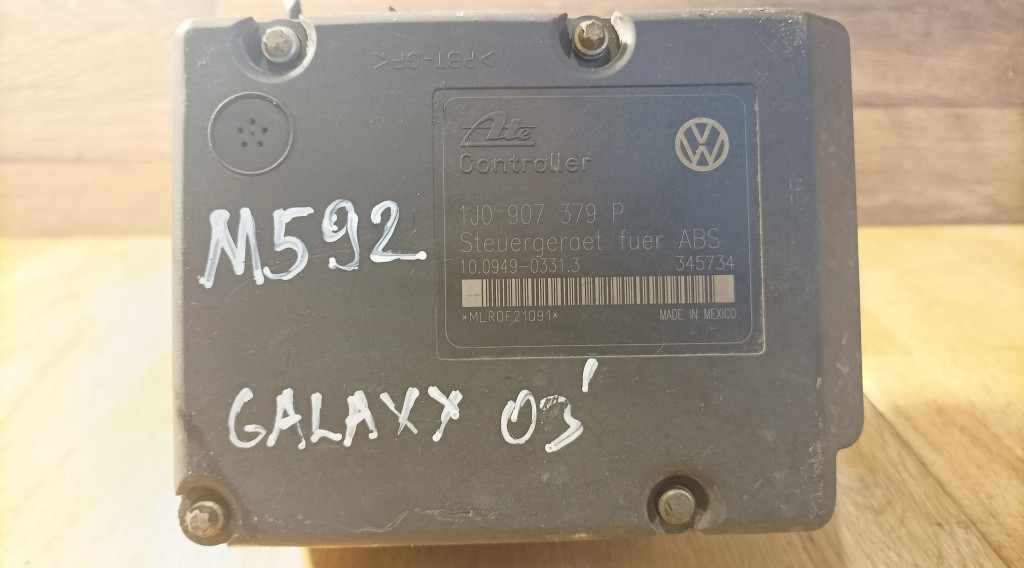 >PBT-GF<
Ate
Controller
1J0 907 379 P
Steuergeraet fuer ABS
10.0949-0331.3 345734
*MLR0F21Q91*
MADE IN MEXICO
M592
GALAXY 03'